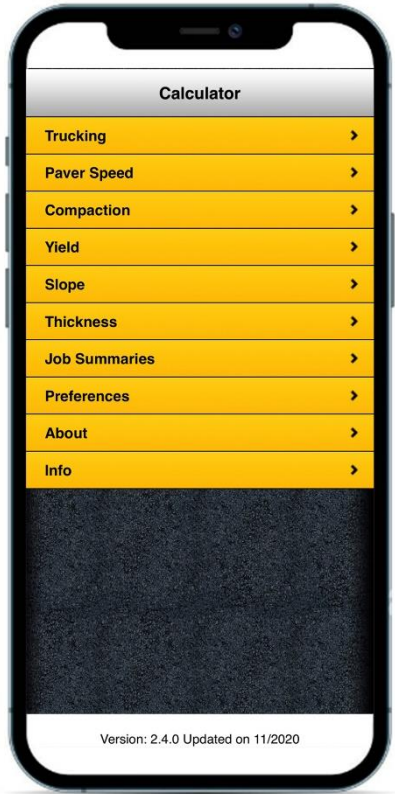 Calculator
Trucking
Paver Speed
Compaction
Yield
Slope
Thickness
Job Summaries
Preferences
About
Info
Version: 2.4.0 Updated on 11/2020